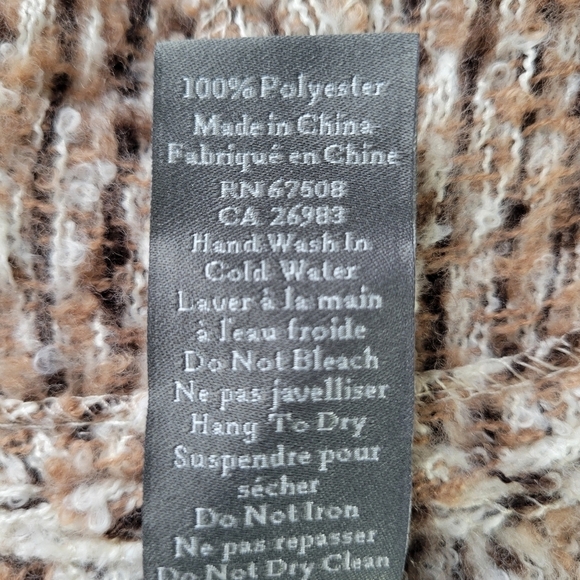 100% Polyester
Made in China
Fabriqué en Chine
RN 67508
CA 26983
Hand Wash In
Cold Water
Laver à la main
à l'eau froide
Do Not Bleach
Ne pas javelliser
Hang To Dry
Suspendre pour
sécher
Do Not Iron
Ne pas repasser
Do Not Dry Clean